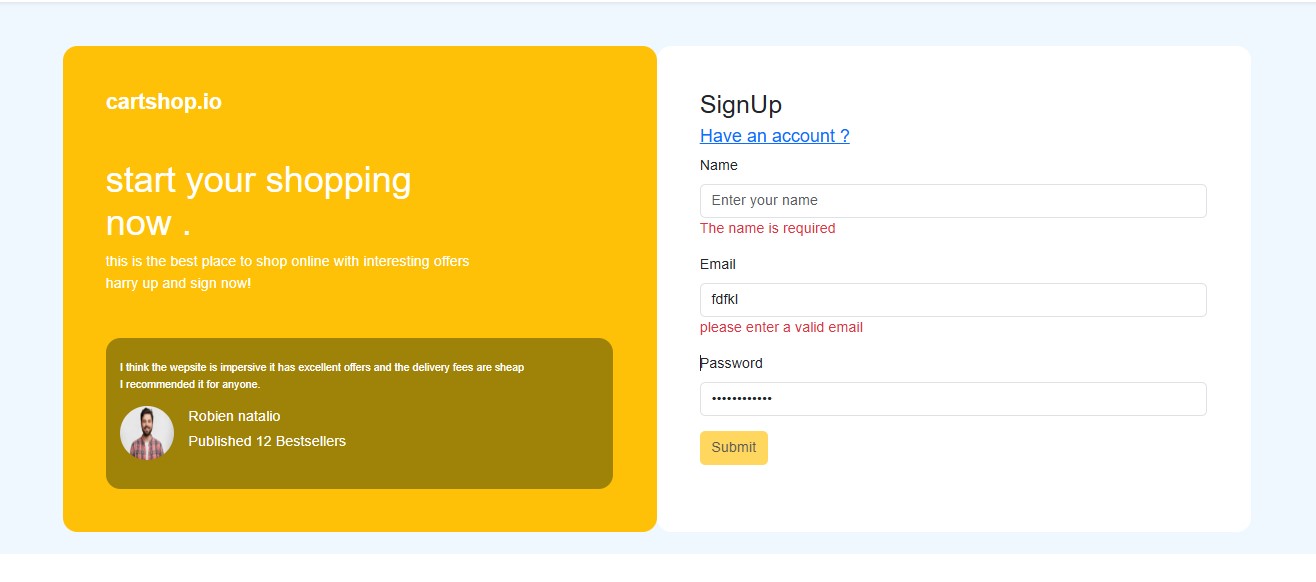 cartshop.io
start your shopping
now .
this is the best place to shop online with interesting offers
harry up and sign now!
I think the wepsite is impersive it has excellent offers and the delivery fees are sheap
I recommended it for anyone.
Robien natalio
Published 12 Bestsellers
SignUp
Have an account ?
Name
Enter your name
The name is required
Email
fdfkl
please enter a valid email
Password
••••••••••••
Submit